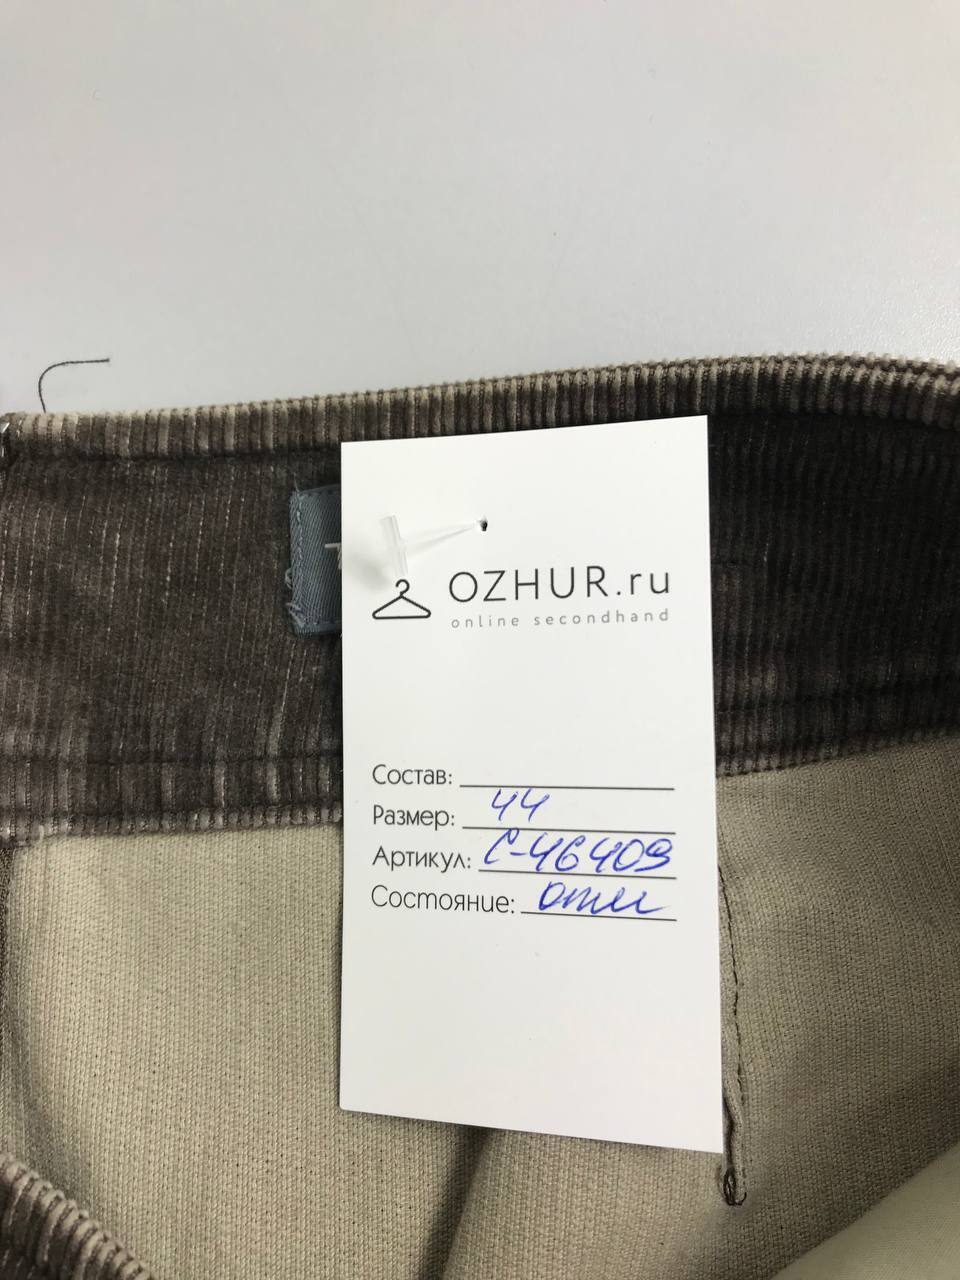 OZHUR.ru
online secondhand
Состав:
Размер: 44
Артикул: С-46409
Состояние: отл